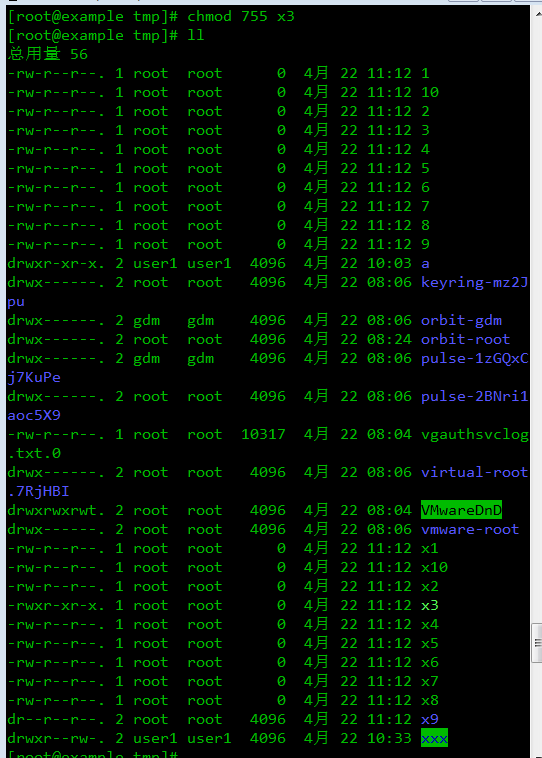 [root@example tmp]# chmod 755 x3
[root@example tmp]# ll
总用量 56
-rw-r--r--. 1 root   root       0  4月  22 11:12 1
-rw-r--r--. 1 root   root       0  4月  22 11:12 10
-rw-r--r--. 1 root   root       0  4月  22 11:12 2
-rw-r--r--. 1 root   root       0  4月  22 11:12 3
-rw-r--r--. 1 root   root       0  4月  22 11:12 4
-rw-r--r--. 1 root   root       0  4月  22 11:12 5
-rw-r--r--. 1 root   root       0  4月  22 11:12 6
-rw-r--r--. 1 root   root       0  4月  22 11:12 7
-rw-r--r--. 1 root   root       0  4月  22 11:12 8
-rw-r--r--. 1 root   root       0  4月  22 11:12 9
drwxr-xr-x. 2 user1  user1   4096  4月  22 10:03 a
drwx------. 2 root   root    4096  4月  22 08:06 keyring-mz2J
pu
drwx------. 2 gdm    gdm     4096  4月  22 08:06 orbit-gdm
drwx------. 2 root   root    4096  4月  22 08:24 orbit-root
drwx------. 2 gdm    gdm     4096  4月  22 08:06 pulse-1zGQxC
j7KuPe
drwx------. 2 root   root    4096  4月  22 08:06 pulse-2BNri1
aoc5X9
-rw-r--r--. 1 root   root   10317  4月  22 08:04 vgauthsvclog
.txt.0
drwx------. 2 root   root    4096  4月  22 08:06 virtual-root
.7RjHBI
drwxrwxrwt. 2 root   root    4096  4月  22 08:04 VMwareDnD
drwx------. 2 root   root    4096  4月  22 08:06 vmware-root
-rw-r--r--. 1 root   root       0  4月  22 11:12 x1
-rw-r--r--. 1 root   root       0  4月  22 11:12 x10
-rw-r--r--. 1 root   root       0  4月  22 11:12 x2
-rwxr-xr-x. 1 root   root       0  4月  22 11:12 x3
-rw-r--r--. 1 root   root       0  4月  22 11:12 x4
-rw-r--r--. 1 root   root       0  4月  22 11:12 x5
-rw-r--r--. 1 root   root       0  4月  22 11:12 x6
-rw-r--r--. 1 root   root       0  4月  22 11:12 x7
-rw-r--r--. 1 root   root       0  4月  22 11:12 x8
dr--r--r--. 2 root   root    4096  4月  22 11:12 x9
drwxr--rw-. 2 user1  user1   4096  4月  22 10:33 xxx
[root@example tmp]#